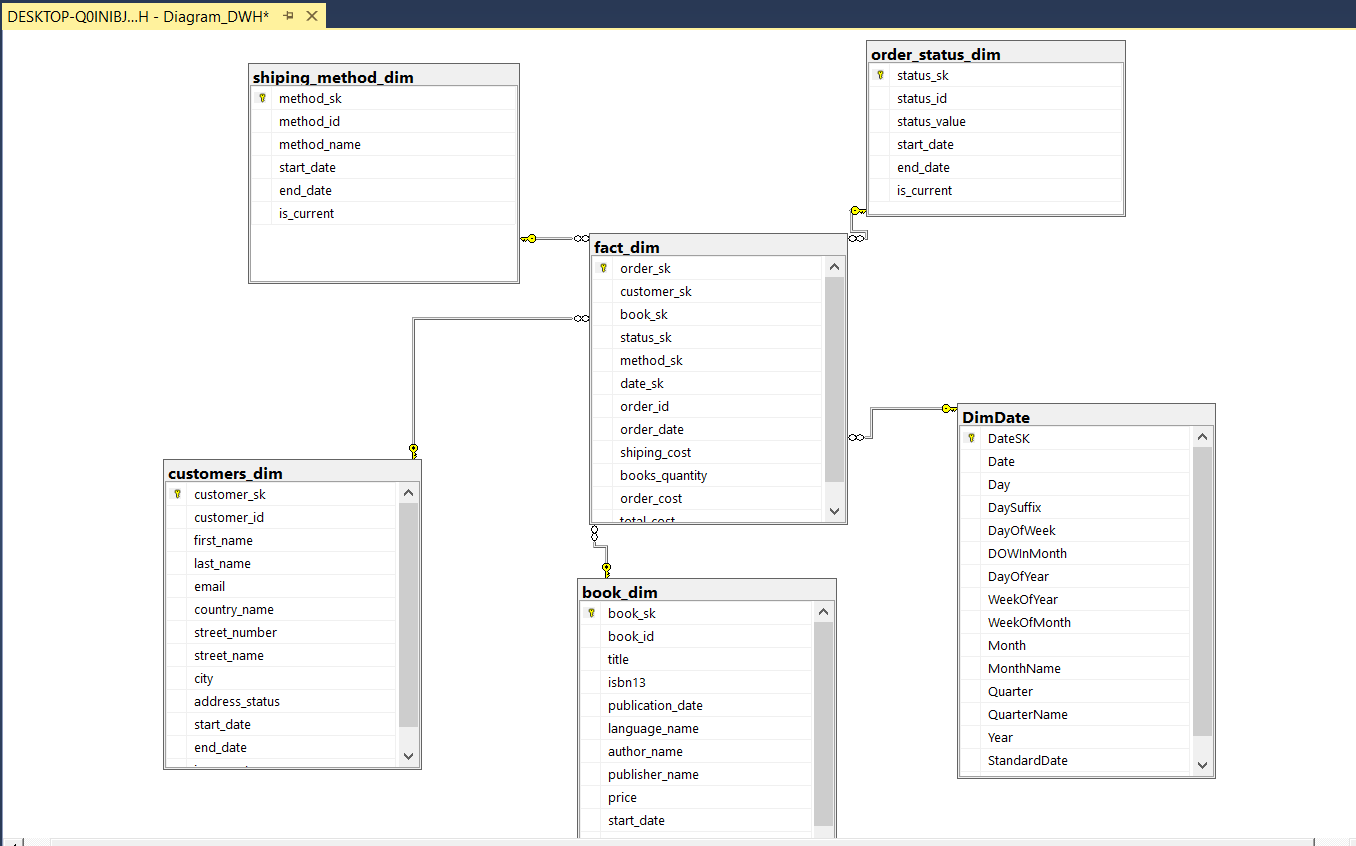 DESKTOP-Q0INIBJ...H - Diagram_DWH*
shiping_method_dim
method_sk
method_id
method_name
start_date
end_date
is_current
order_status_dim
status_sk
status_id
status_value
start_date
end_date
is_current
fact_dim
order_sk
customer_sk
book_sk
status_sk
method_sk
date_sk
order_id
order_date
shiping_cost
books_quantity
order_cost
total_cost
customers_dim
customer_sk
customer_id
first_name
last_name
email
country_name
street_number
street_name
city
address_status
start_date
end_date
book_dim
book_sk
book_id
title
isbn13
publication_date
language_name
author_name
publisher_name
price
start_date
DimDate
DateSK
Date
Day
DaySuffix
DayOfWeek
DOWInMonth
DayOfYear
WeekOfYear
WeekOfMonth
Month
MonthName
Quarter
QuarterName
Year
StandardDate